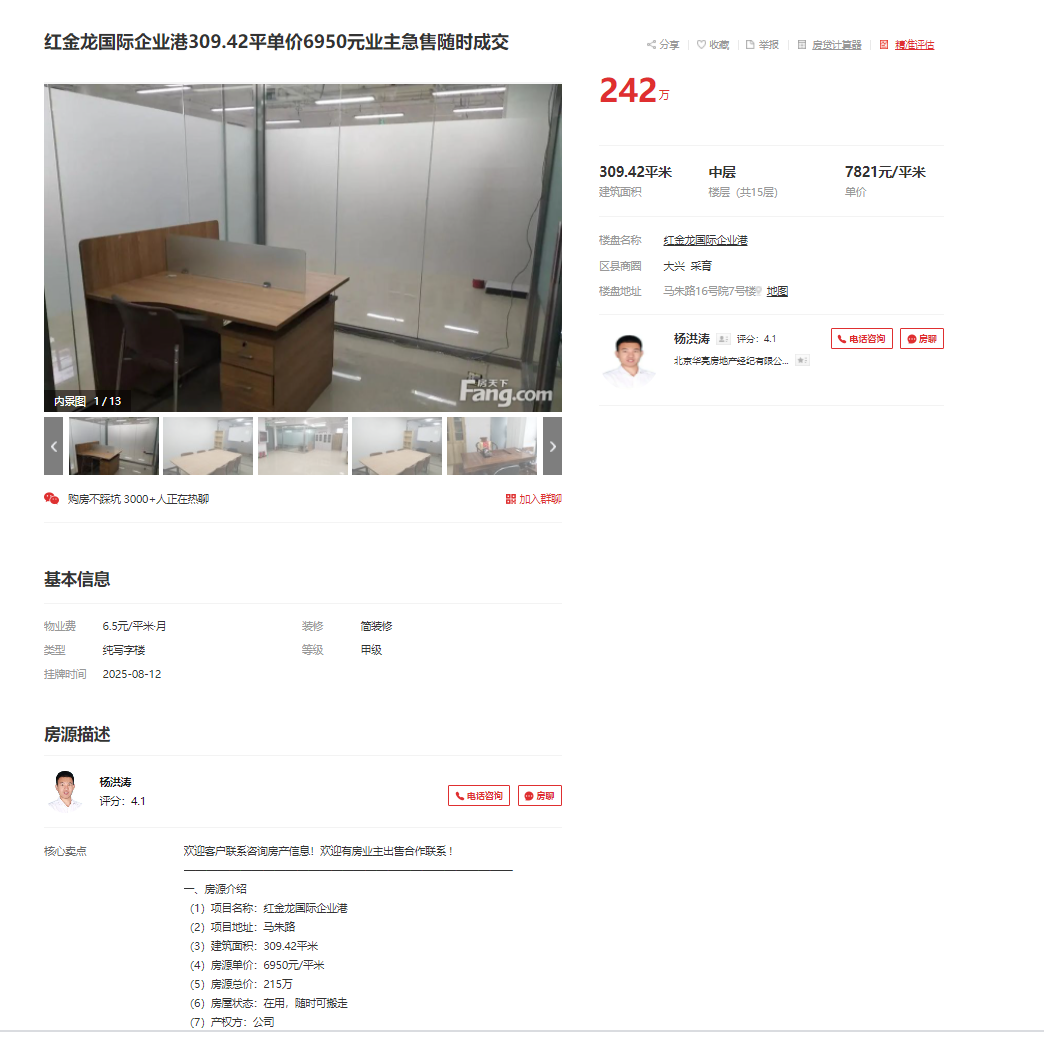 红金龙国际企业港309.42平单价6950元业主急售随时成交
分享 收藏 举报 房贷计算器 精准评估
242万
309.42平米 中层 7821元/平米
建筑面积 楼层 (共15层) 单价
楼盘名称 红金龙国际企业港
区县商圈 大兴 采育
楼盘地址 马朱路16号院7号楼 地图
杨洪涛 评分：4.1 电话咨询 房聊
北京华亮房地产经纪有限公...
房天下
Fang.com
内景图 1 / 13
购房不踩坑 3000+人正在热聊 加入群聊
基本信息
物业费 6.5元/平米·月 装修 简装修
类型 纯写字楼 等级 甲级
挂牌时间 2025-08-12
房源描述
杨洪涛
评分：4.1 电话咨询 房聊
核心卖点 欢迎客户联系咨询房产信息！欢迎有房业主出售合作联系！
一、房源介绍
（1）项目名称：红金龙国际企业港
（2）项目地址：马朱路
（3）建筑面积：309.42平米
（4）房源单价：6950元/平米
（5）房源总价：215万
（6）房屋状态：在用，随时可搬走
（7）产权方：公司